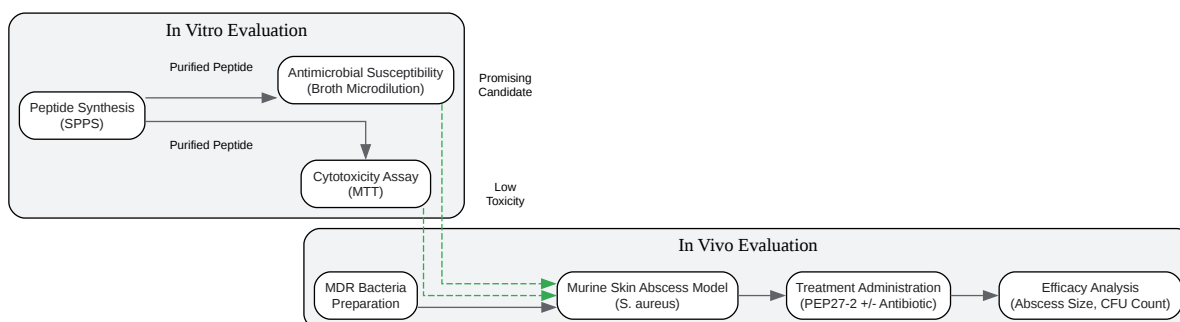 In Vitro Evaluation
Purified Peptide
Antimicrobial Susceptibility
(Broth Microdilution)
Promising
Candidate
Peptide Synthesis
(SPPS)
Purified Peptide
Cytotoxicity Assay
(MTT)
Low
Toxicity
In Vivo Evaluation
MDR Bacteria
Preparation
Murine Skin Abscess Model
(S. aureus)
Treatment Administration
(PEP27-2 +/- Antibiotic)
Efficacy Analysis
(Abscess Size, CFU Count)